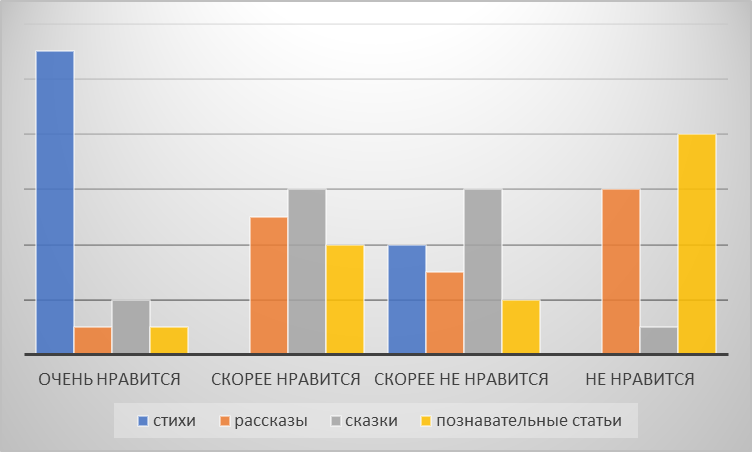 ОЧЕНЬ НРАВИТСЯ СКОРЕЕ НРАВИТСЯ СКОРЕЕ НЕ НРАВИТСЯ НЕ НРАВИТСЯ
стихи рассказы сказки познавательные статьи